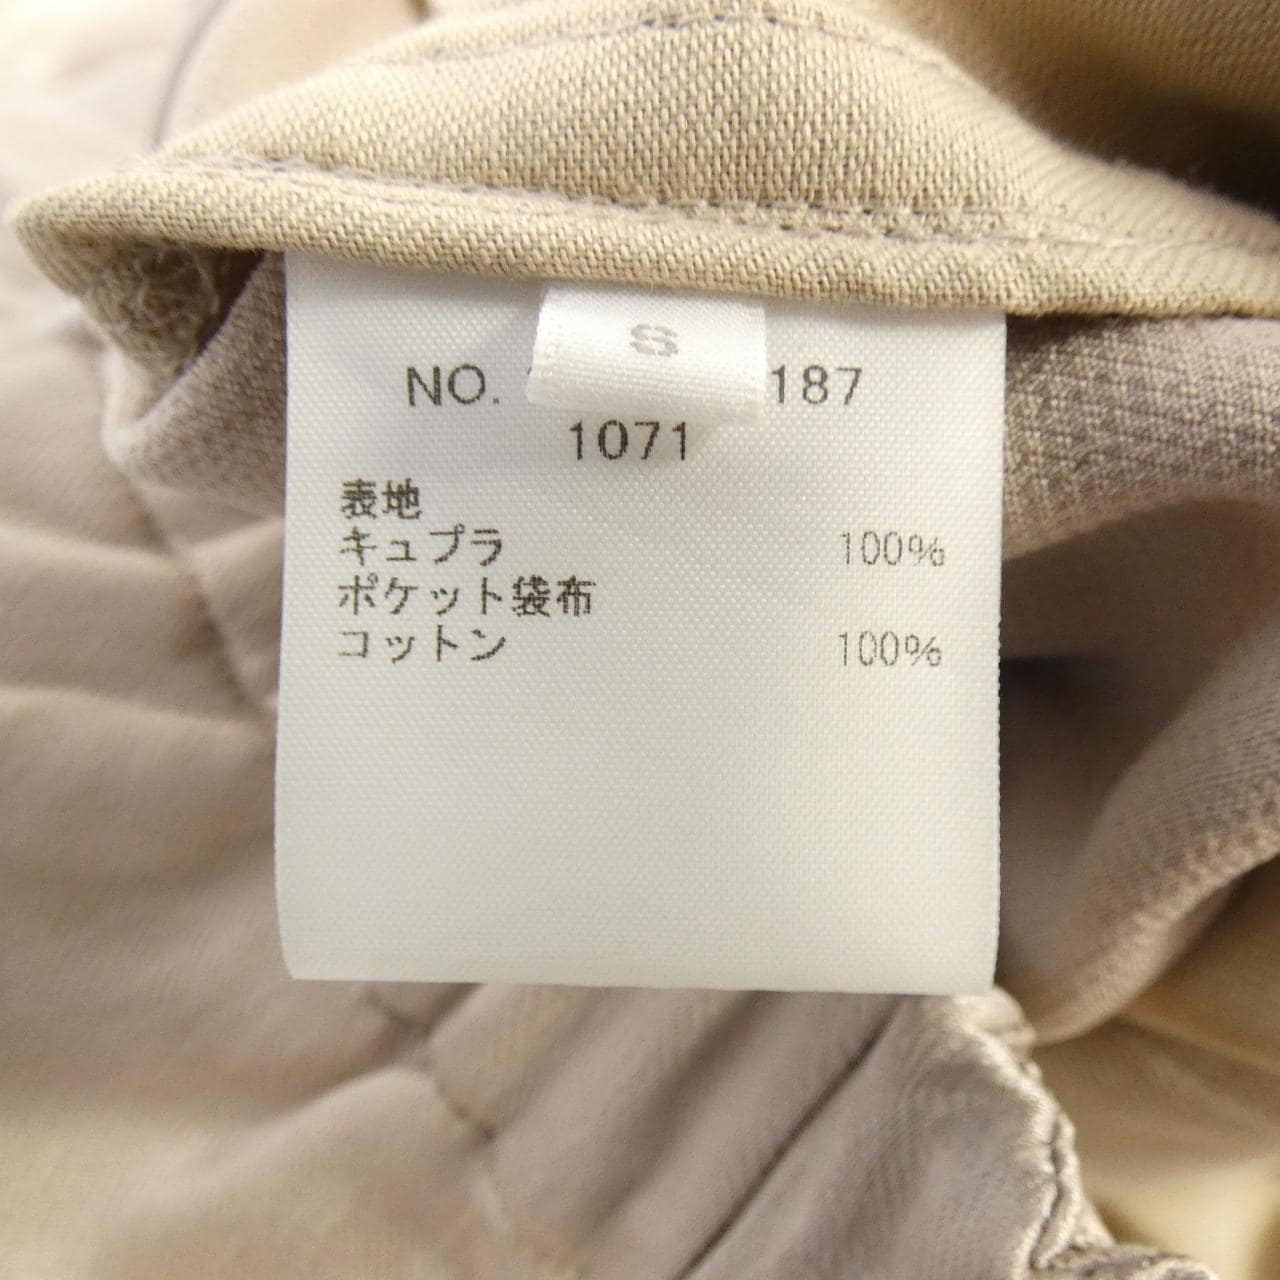 S
NO. 187
1071
表地
キュプラ 100%
ポケット袋布
コットン 100%